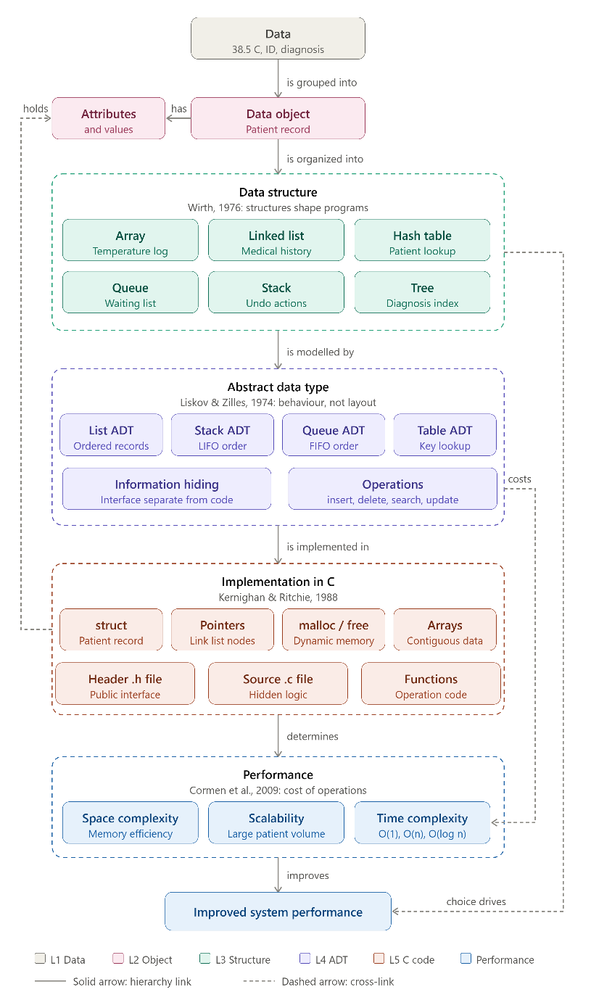 Data
38.5 C, ID, diagnosis
is grouped into
holds
Attributes
and values
has
Data object
Patient record
is organized into
Data structure
Wirth, 1976: structures shape programs
Array
Temperature log
Linked list
Medical history
Hash table
Patient lookup
Queue
Waiting list
Stack
Undo actions
Tree
Diagnosis index
is modelled by
Abstract data type
Liskov & Zilles, 1974: behaviour, not layout
List ADT
Ordered records
Stack ADT
LIFO order
Queue ADT
FIFO order
Table ADT
Key lookup
Information hiding
Interface separate from code
Operations
insert, delete, search, update
costs
is implemented in
Implementation in C
Kernighan & Ritchie, 1988
struct
Patient record
Pointers
Link list nodes
malloc / free
Dynamic memory
Arrays
Contiguous data
Header .h file
Public interface
Source .c file
Hidden logic
Functions
Operation code
determines
Performance
Cormen et al., 2009: cost of operations
Space complexity
Memory efficiency
Scalability
Large patient volume
Time complexity
O(1), O(n), O(log n)
improves
Improved system performance
choice drives
L1 Data
L2 Object
L3 Structure
L4 ADT
L5 C code
Performance
Solid arrow: hierarchy link
Dashed arrow: cross-link